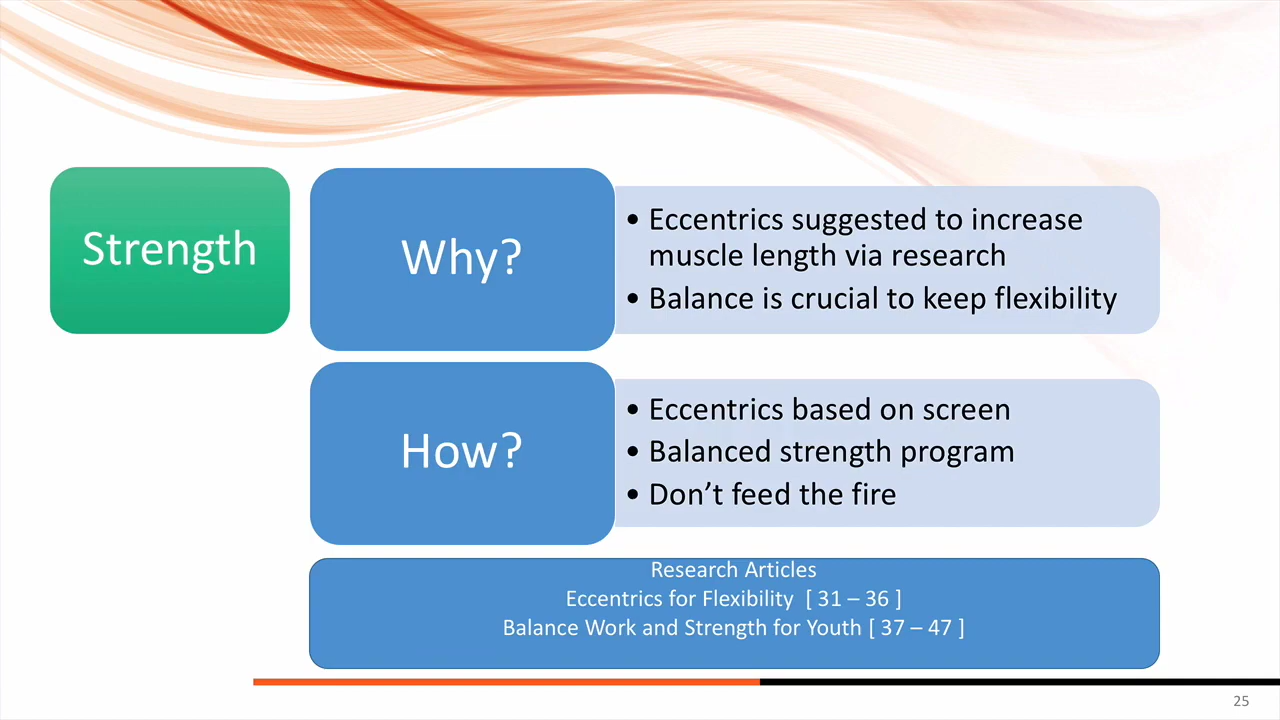 Strength
Why?
• Eccentrics suggested to increase
muscle length via research
• Balance is crucial to keep flexibility
How?
• Eccentrics based on screen
• Balanced strength program
• Don’t feed the fire
Research Articles
Eccentrics for Flexibility [ 31 – 36 ]
Balance Work and Strength for Youth [ 37 – 47 ]
25